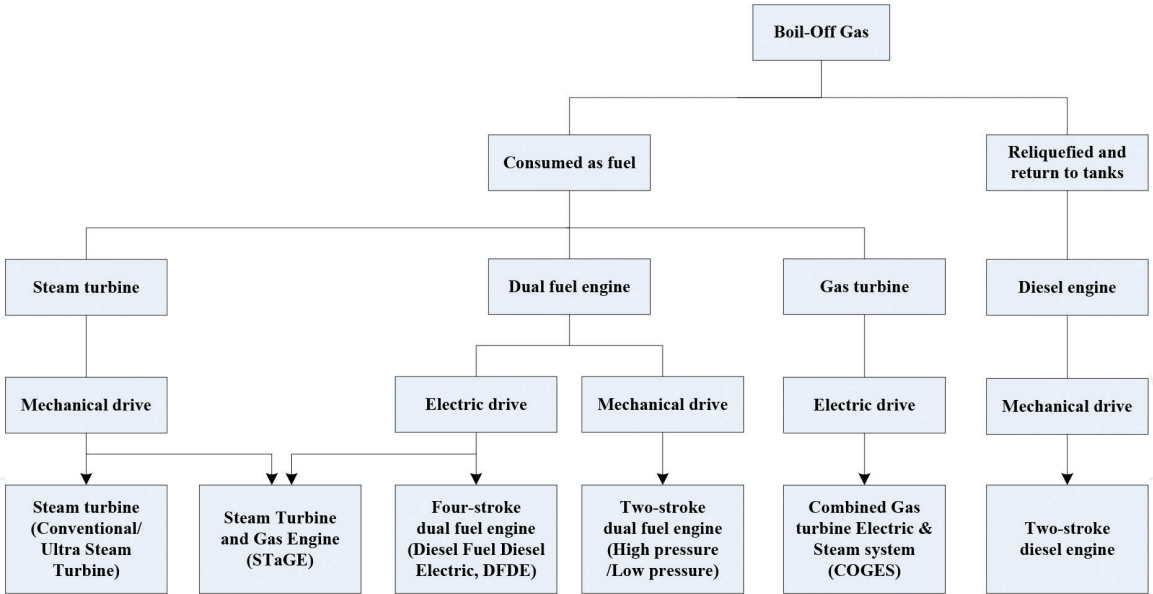 Boil-Off Gas
Consumed as fuel
Reliquefied and
return to tanks
Steam turbine
Dual fuel engine
Gas turbine
Diesel engine
Mechanical drive
Electric drive
Mechanical drive
Electric drive
Mechanical drive
Steam turbine
(Conventional/
Ultra Steam
Turbine)
Steam Turbine
and Gas Engine
(STaGE)
Four-stroke
dual fuel engine
(Diesel Fuel Diesel
Electric, DFDE)
Two-stroke
dual fuel engine
(High pressure
/Low pressure)
Combined Gas
turbine Electric &
Steam system
(COGES)
Two-stroke
diesel engine